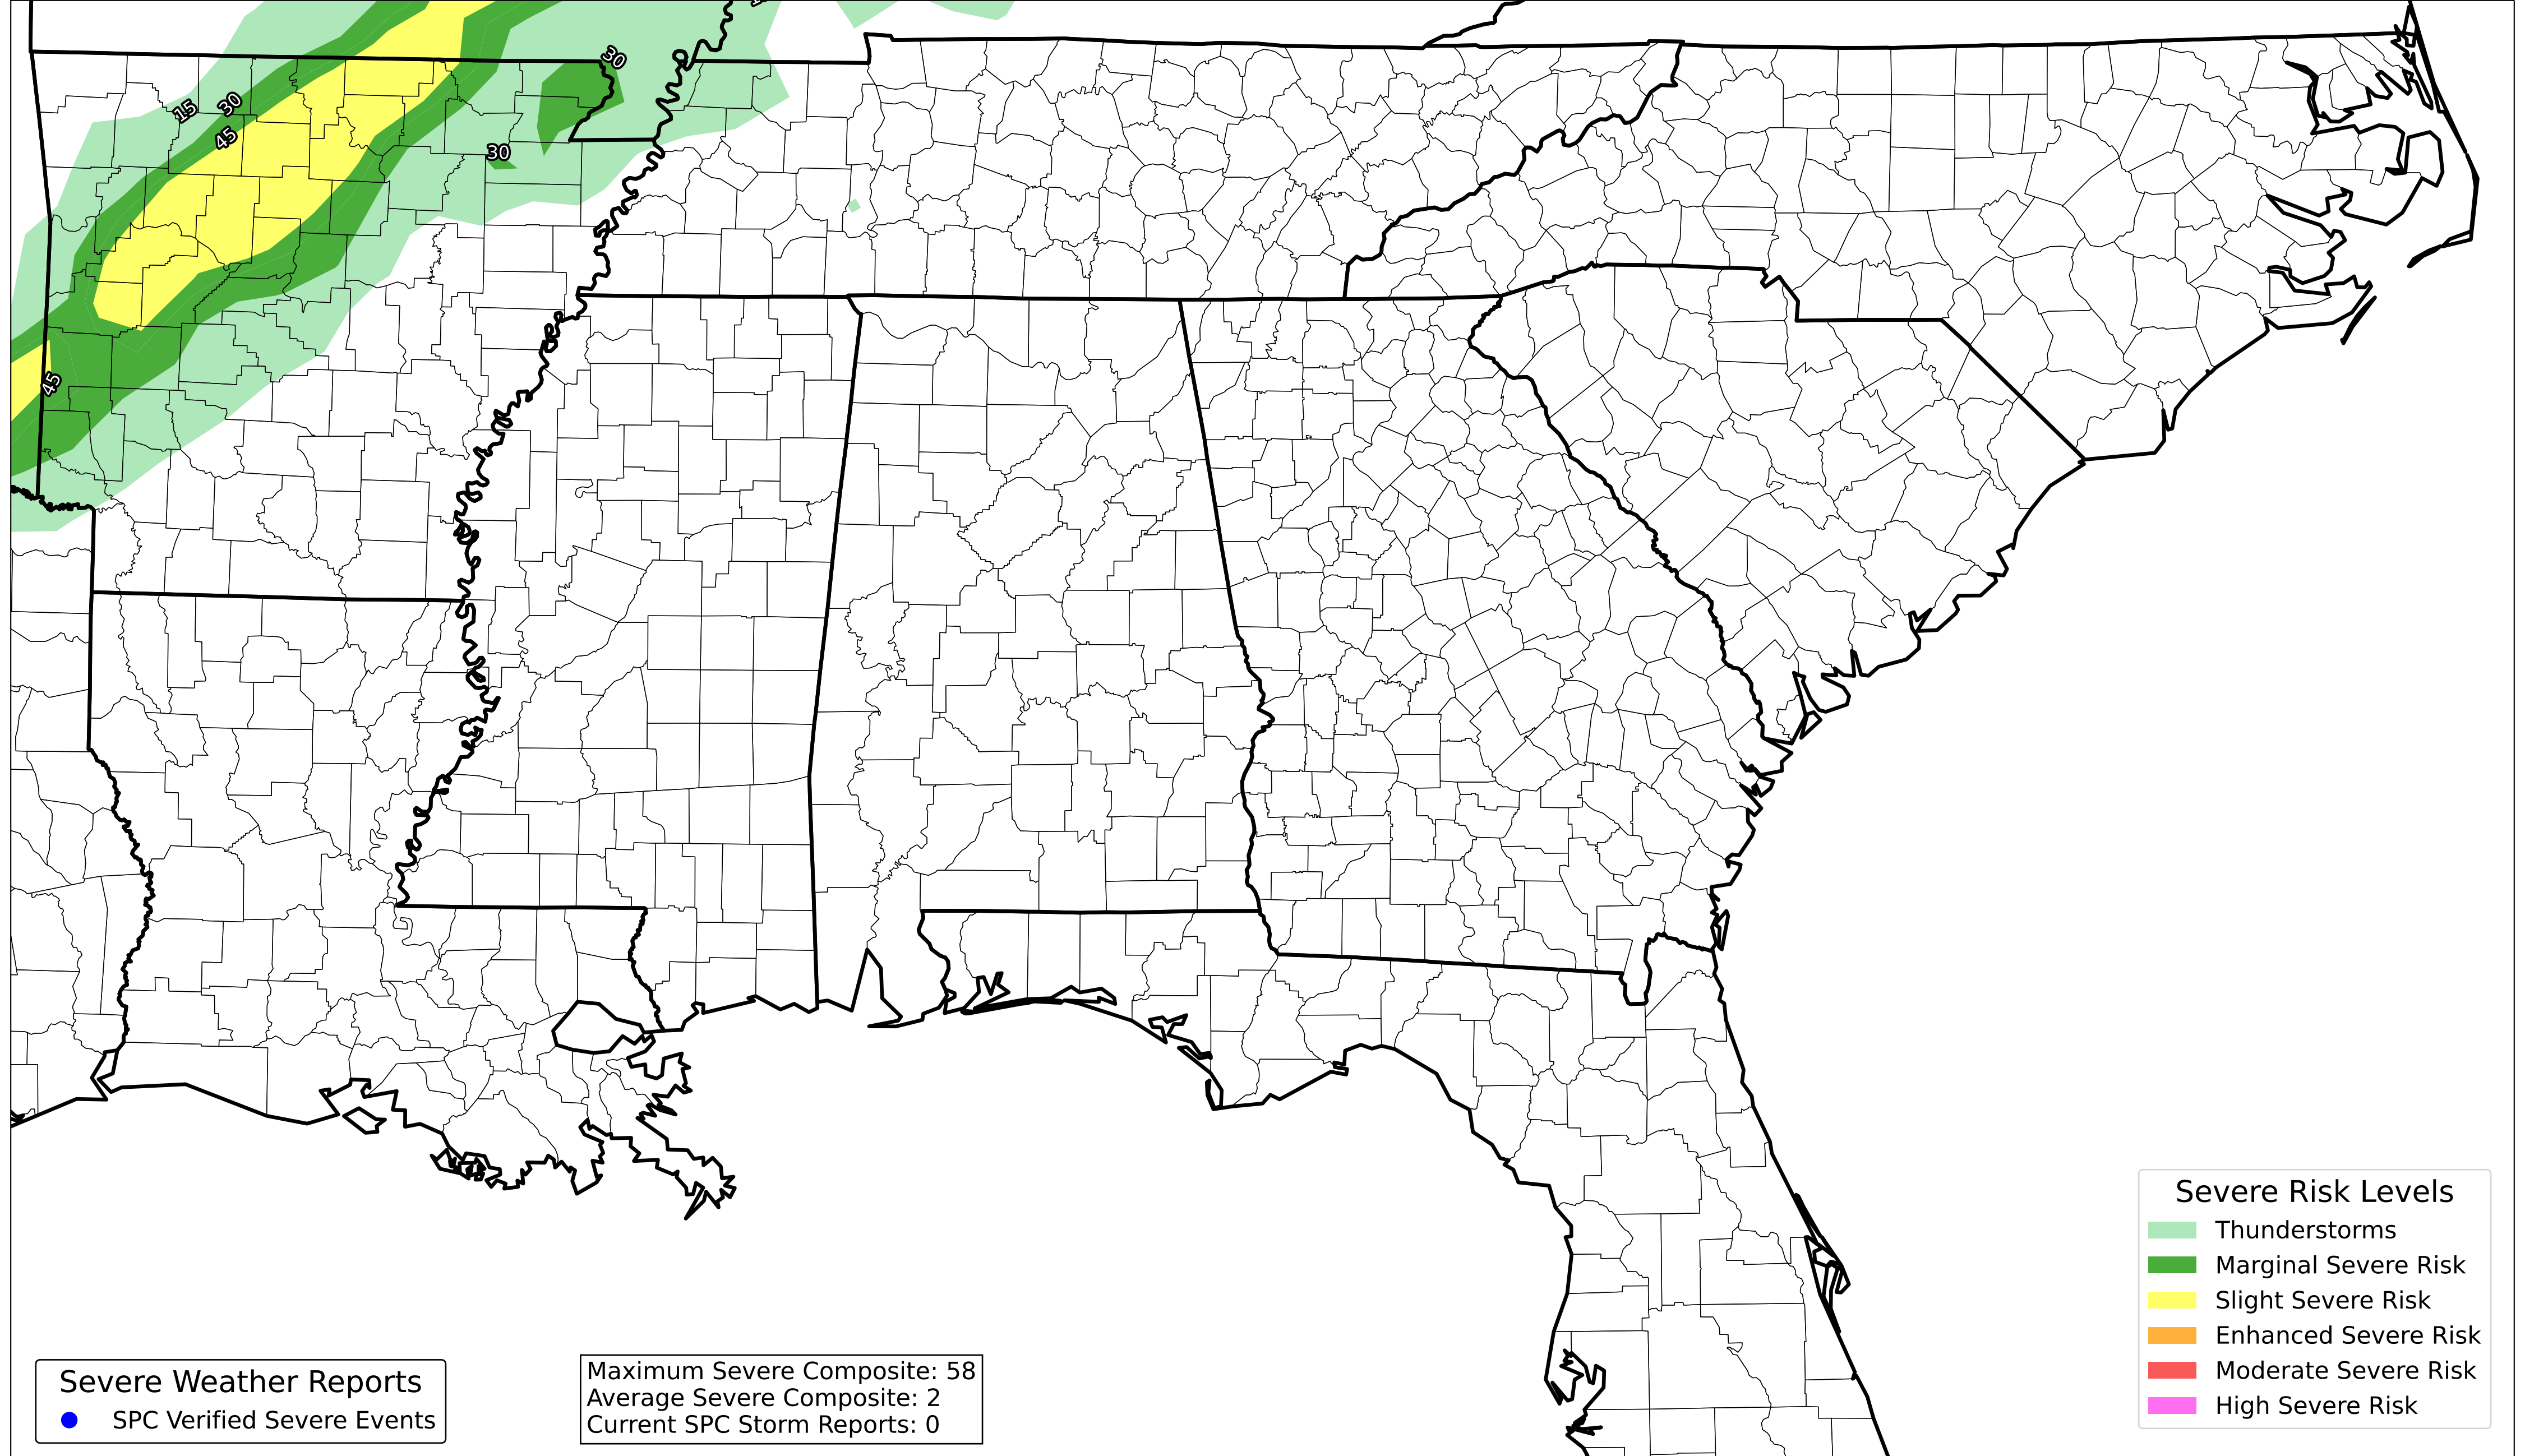 30
15
30
45
30
45
Severe Risk Levels
Thunderstorms
Marginal Severe Risk
Slight Severe Risk
Enhanced Severe Risk
Moderate Severe Risk
High Severe Risk
Maximum Severe Composite: 58
Average Severe Composite: 2
Current SPC Storm Reports: 0
Severe Weather Reports
SPC Verified Severe Events